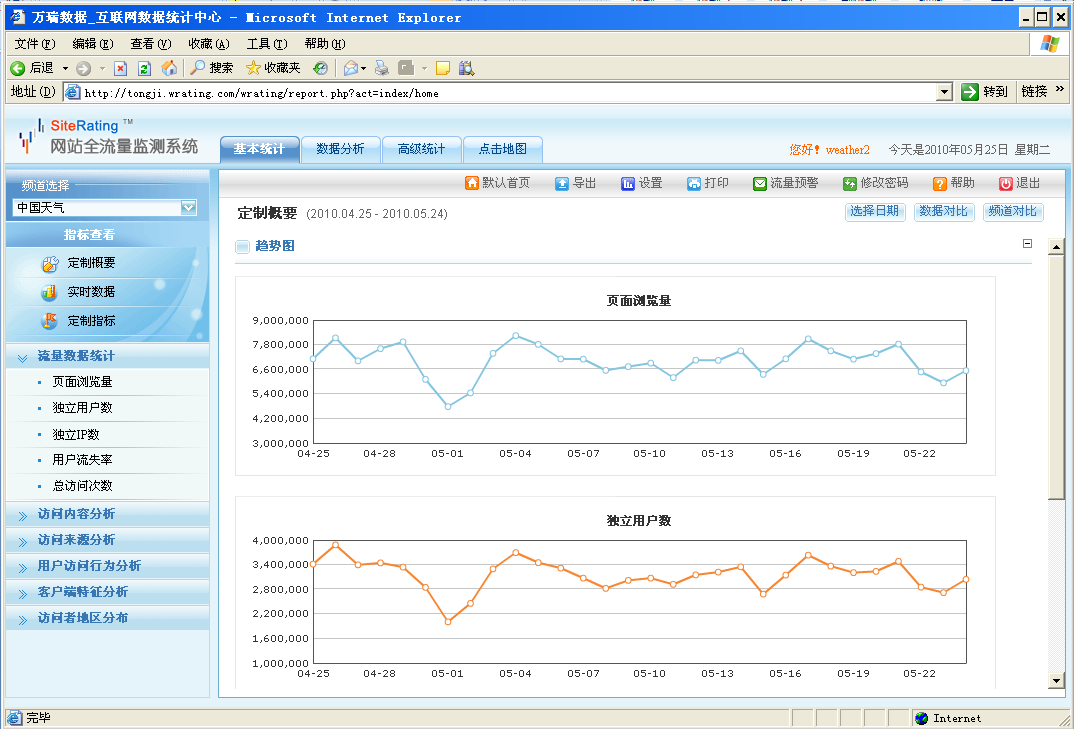 万瑞数据_互联网数据统计中心 - Microsoft Internet Explorer
文件(F) 编辑(E) 查看(V) 收藏(A) 工具(T) 帮助(H)
后退 搜索 收藏夹
地址(D) http://tongji.wrating.com/wrating/report.php?act=index/home 转到 链接 »
SiteRating ™
网站全流量监测系统
基本统计 数据分析 高级统计 点击地图
您好! weather2 今天是2010年05月25日 星期二
频道选择
中国天气
指标查看
定制概要
实时数据
定制指标
流量数据统计
页面浏览量
独立用户数
独立IP数
用户流失率
总访问次数
访问内容分析
访问来源分析
用户访问行为分析
客户端特征分析
访问者地区分布
默认首页 导出 设置 打印 流量预警 修改密码 帮助 退出
定制概要 (2010.04.25 - 2010.05.24) 选择日期 数据对比 频道对比
趋势图
页面浏览量
9,000,000
7,800,000
6,600,000
5,400,000
4,200,000
3,000,000
04-25 04-28 05-01 05-04 05-07 05-10 05-13 05-16 05-19 05-22
独立用户数
4,000,000
3,400,000
2,800,000
2,200,000
1,600,000
1,000,000
04-25 04-28 05-01 05-04 05-07 05-10 05-13 05-16 05-19 05-22
完毕 Internet